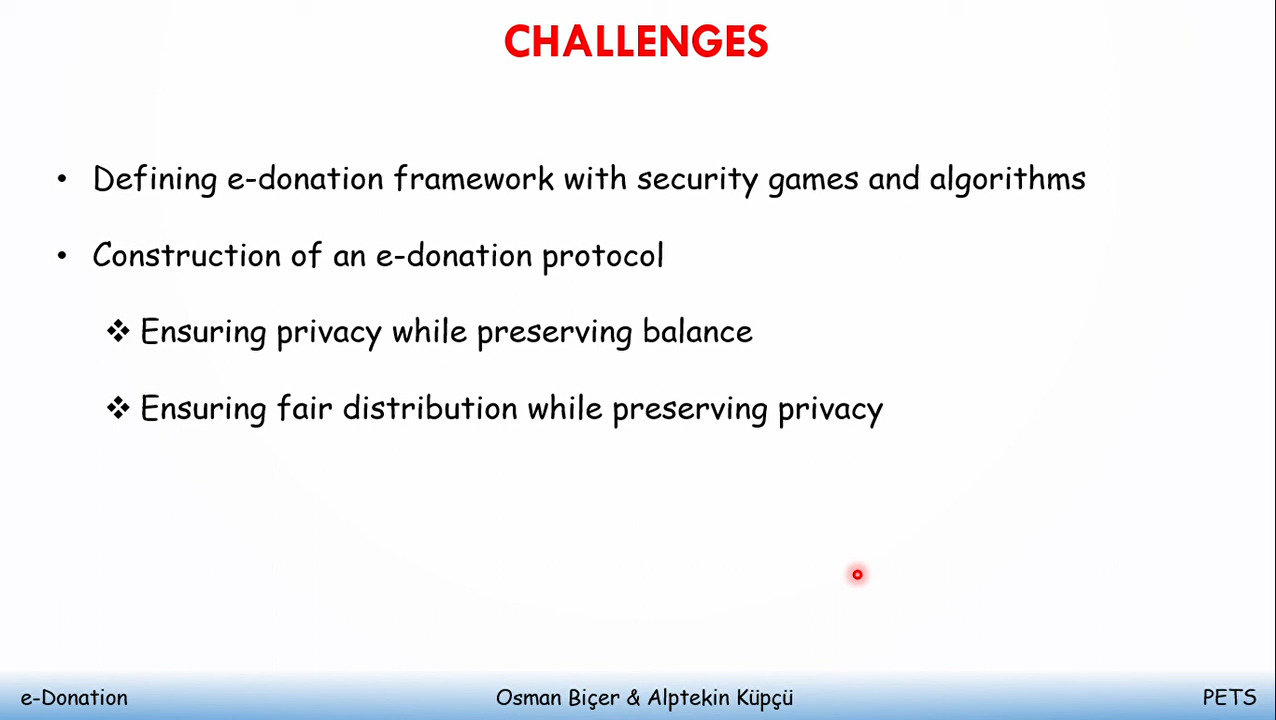 CHALLENGES
• Defining e-donation framework with security games and algorithms
• Construction of an e-donation protocol
❖ Ensuring privacy while preserving balance
❖ Ensuring fair distribution while preserving privacy
e-Donation
Osman Biçer & Alptekin Küpçü
PETS